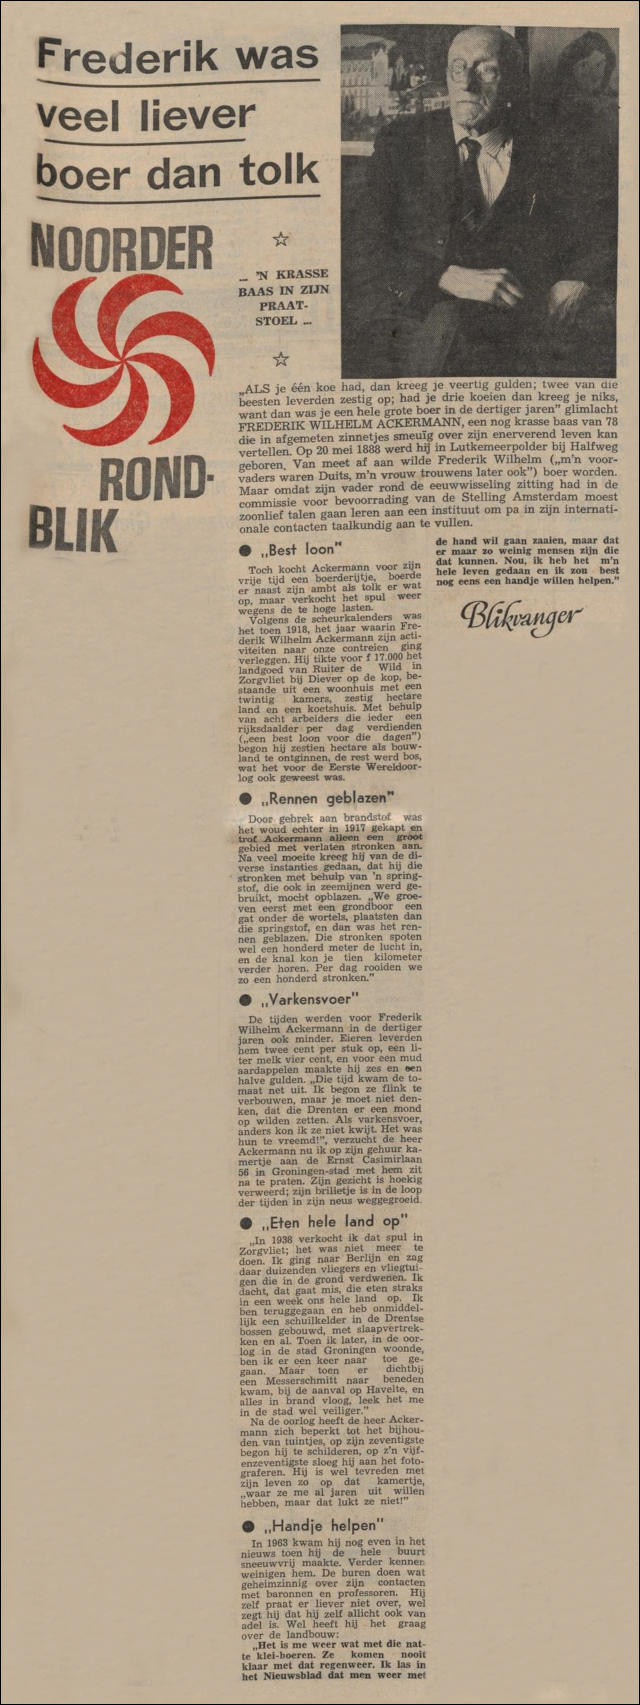 Frederik was
veel liever
boer dan tolk
NOORDER
ROND-
BLIK
... 'N KRASSE
BAAS IN ZIJN
PRAAT-
STOEL ...
„ALS je één koe had, dan kreeg je veertig gulden; twee van die
beesten leverden zestig op; had je drie koeien dan kreeg je niks,
want dan was je een hele grote boer in de dertiger jaren” glimlacht
FREDERIK WILHELM ACKERMANN, een nog krasse baas van 78
die in afgemeten zinnetjes smeuïg over zijn enerverend leven kan
vertellen. Op 20 mei 1888 werd hij in Lutkemeerpolder bij Halfweg
geboren. Van meet af aan wilde Frederik Wilhelm („m'n voor-
vaders waren Duits, m'n vrouw trouwens later ook”) boer worden.
Maar omdat zijn vader rond de eeuwwisseling zitting had in de
commissie voor bevoorrading van de Stelling Amsterdam moest
zoonlief talen gaan leren aan een instituut om pa in zijn internati-
onale contacten taalkundig aan te vullen.
● „Best loon”
Toch kocht Ackermann voor zijn
vrije tijd een boerderijtje, boerde
er naast zijn ambt als tolk er wat
op, maar verkocht het spul weer
wegens de te hoge lasten.
Volgens de scheurkalenders was
het toen 1918, het jaar waarin Fre-
derik Wilhelm Ackermann zijn acti-
viteiten naar onze contreien ging
verleggen. Hij tikte voor f 17.000 het
landgoed van Ruiter de Wild in
Zorgvliet bij Diever op de kop, be-
staande uit een woonhuis met een
twintig kamers, zestig hectare
land en een koetshuis. Met behulp
van acht arbeiders die ieder een
rijksdaalder per dag verdienden
(„een best loon voor die dagen”)
begon hij zestien hectare als bouw-
land te ontginnen, de rest werd bos,
wat het voor de Eerste Wereldoor-
log ook geweest was.
● „Rennen geblazen”
Door gebrek aan brandstof was
het woud echter in 1917 gekapt en
trof Ackermann alleen een groot
gebied met verlaten stronken aan.
Na veel moeite kreeg hij van de di-
verse instanties gedaan, dat hij die
stronken met behulp van 'n spring-
stof, die ook in zeemijnen werd ge-
bruikt, mocht opblazen. „We groe-
ven eerst met een grondboor een
gat onder de wortels, plaatsten dan
die springstof, en dan was het ren-
nen geblazen. Die stronken spoten
wel een honderd meter de lucht in,
en de knal kon je tien kilometer
verder horen. Per dag rooiden we
zo een honderd stronken.”
● „Varkensvoer”
De tijden werden voor Frederik
Wilhelm Ackermann in de dertiger
jaren ook minder. Eieren leverden
hem twee cent per stuk op, een li-
ter melk vier cent, en voor een mud
aardappelen maakte hij zes en een
halve gulden. „Die tijd kwam de to-
maat net uit. Ik begon ze flink te
verbouwen, maar je moet niet den-
ken, dat die Drenten er een mond
op wilden zetten. Als varkensvoer,
anders kon ik ze niet kwijt. Het was
hun te vreemd!”, verzucht de heer
Ackermann nu ik op zijn gehuur ka-
mertje aan de Ernst Casimirlaan
56 in Groningen-stad met hem zit
na te praten. Zijn gezicht is hoekig
verweerd; zijn brilletje is in de loop
der tijden in zijn neus weggegroeid.
● „Eten hele land op”
„In 1938 verkocht ik dat spul in
Zorgvliet; het was niet meer te
doen. Ik ging naar Berlijn en zag
daar duizenden vliegers en vliegtui-
gen die in de grond verdwenen. Ik
dacht, dat gaat mis, die eten straks
in een week ons hele land op. Ik
ben teruggegaan en heb onmiddel-
lijk een schuilkelder in de Drentse
bossen gebouwd, met slaapvertrek-
ken en al. Toen ik later, in de oor-
log in de stad Groningen woonde,
ben ik er een keer naar toe ge-
gaan. Maar toen er dichtbij
een Messerschmitt naar beneden
kwam, bij de aanval op Havelte, en
alles in brand vloog, leek het me
in de stad wel veiliger.”
Na de oorlog heeft de heer Acker-
mann zich beperkt tot het bijhou-
den van tuintjes, op zijn zeventigste
begon hij te schilderen, op z'n vijf-
enzeventigste sloeg hij aan het foto-
graferen. Hij is wel tevreden met
zijn leven zo op dat kamertje,
„waar ze me al jaren uit willen
hebben, maar dat lukt ze niet!”
● „Handje helpen”
In 1963 kwam hij nog even in het
nieuws toen hij de hele buurt
sneeuwvrij maakte. Verder kennen
weinigen hem. De buren doen wat
geheimzinnig over zijn contacten
met baronnen en professoren. Hij
zelf praat er liever niet over, wel
zegt hij dat hij zelf allicht ook van
adel is. Wel heeft hij het graag
over de landbouw:
„Het is me weer wat met die nat-
te klei-boeren. Ze komen nooit
klaar met dat regenweer. Ik las in
het Nieuwsblad dat men weer met
de hand wil gaan zaaien, maar dat
er maar zo weinig mensen zijn die
dat kunnen. Nou, ik heb het m'n
hele leven gedaan en ik zou best
nog eens een handje willen helpen.”
Blikvanger